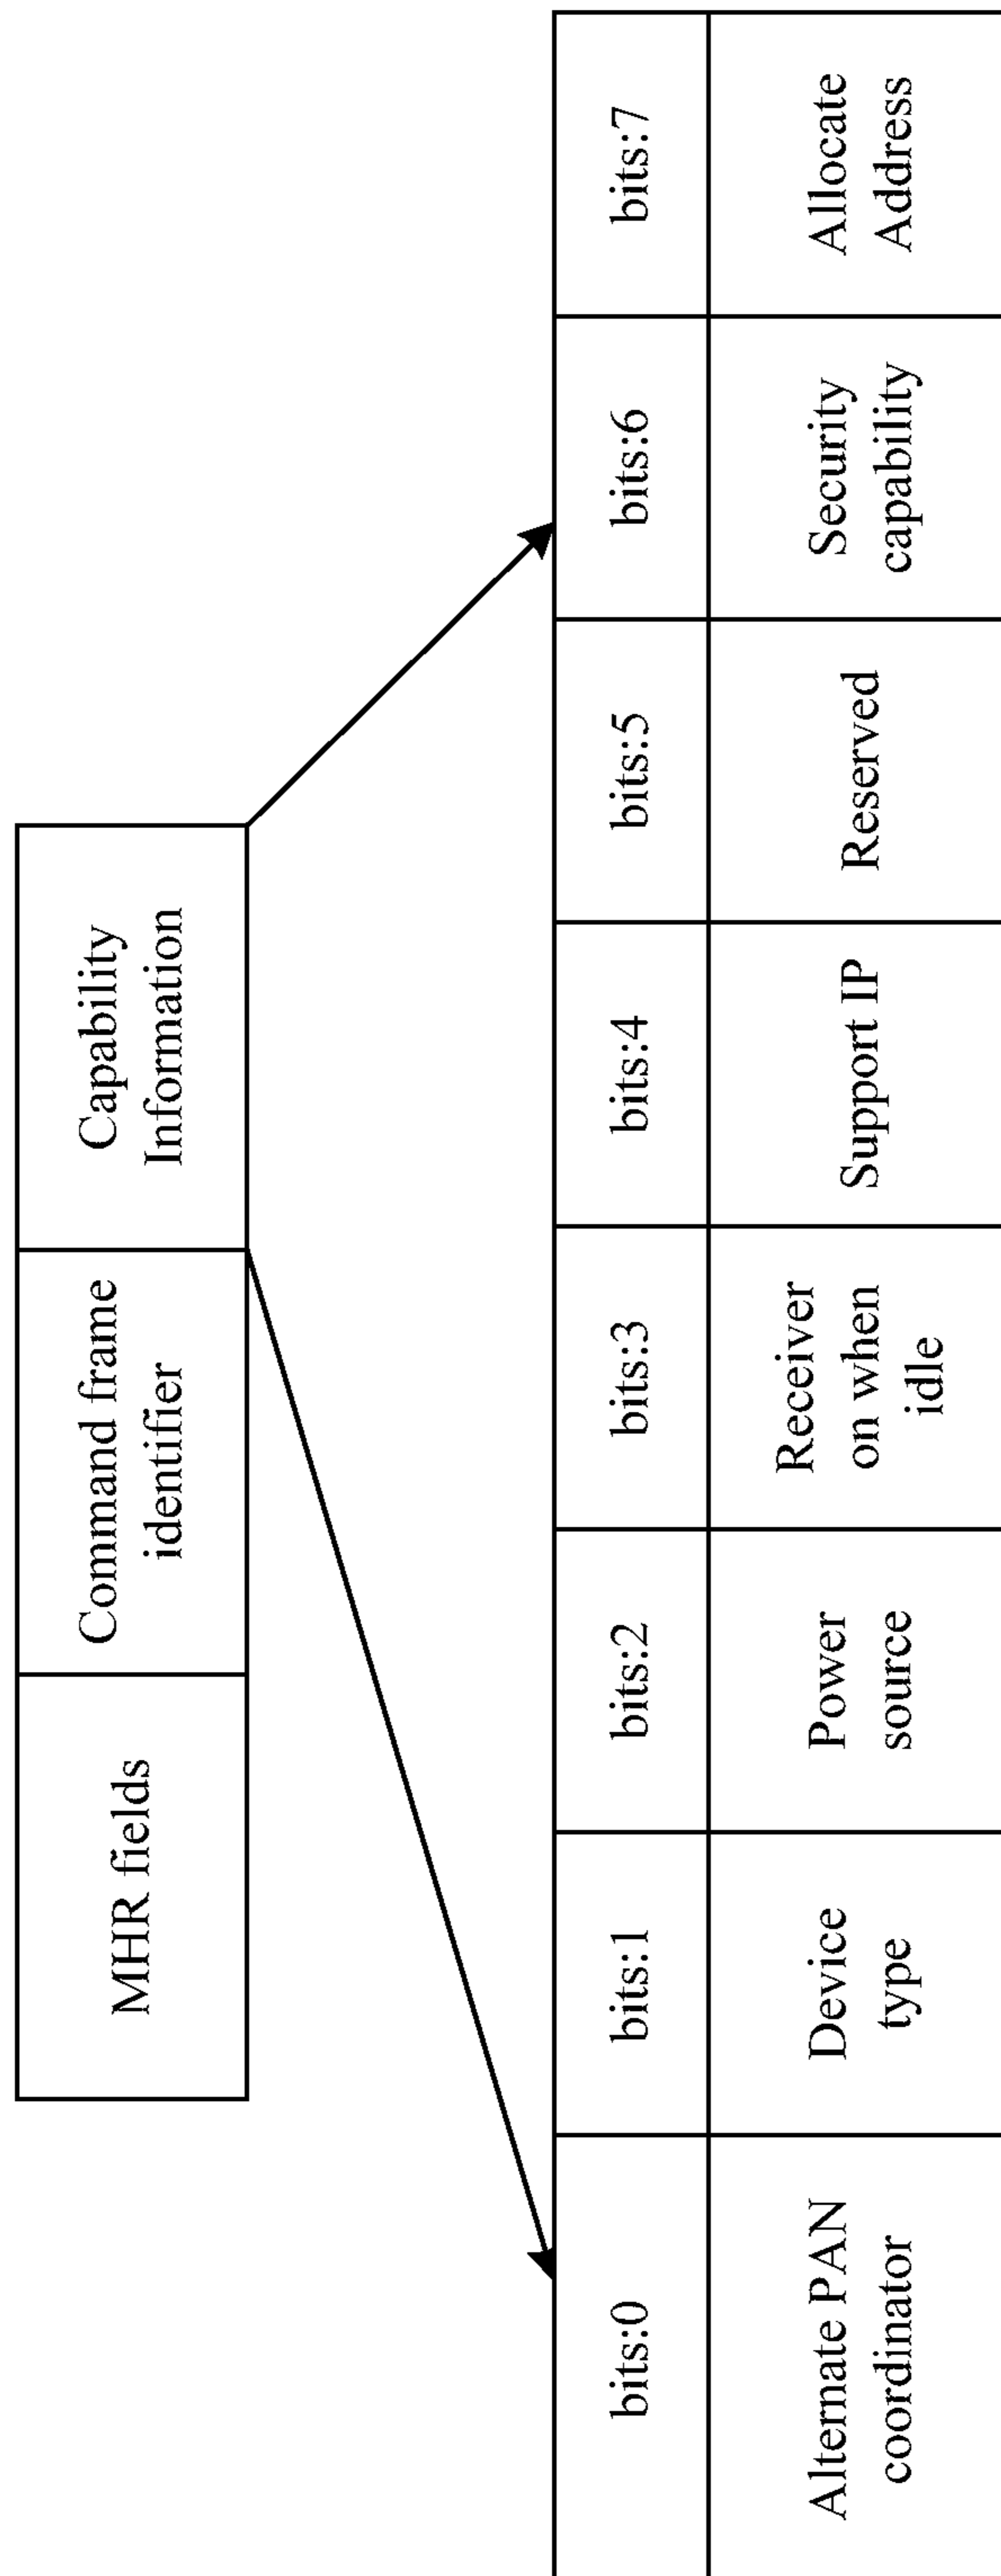 MHR fields
Command frame
identifier
Capability
Information
bits:0
bits:1
bits:2
bits:3
bits:4
bits:5
bits:6
bits:7
Alternate PAN
coordinator
Device
type
Power
source
Receiver
on when
idle
Support IP
Reserved
Security
capability
Allocate
Address